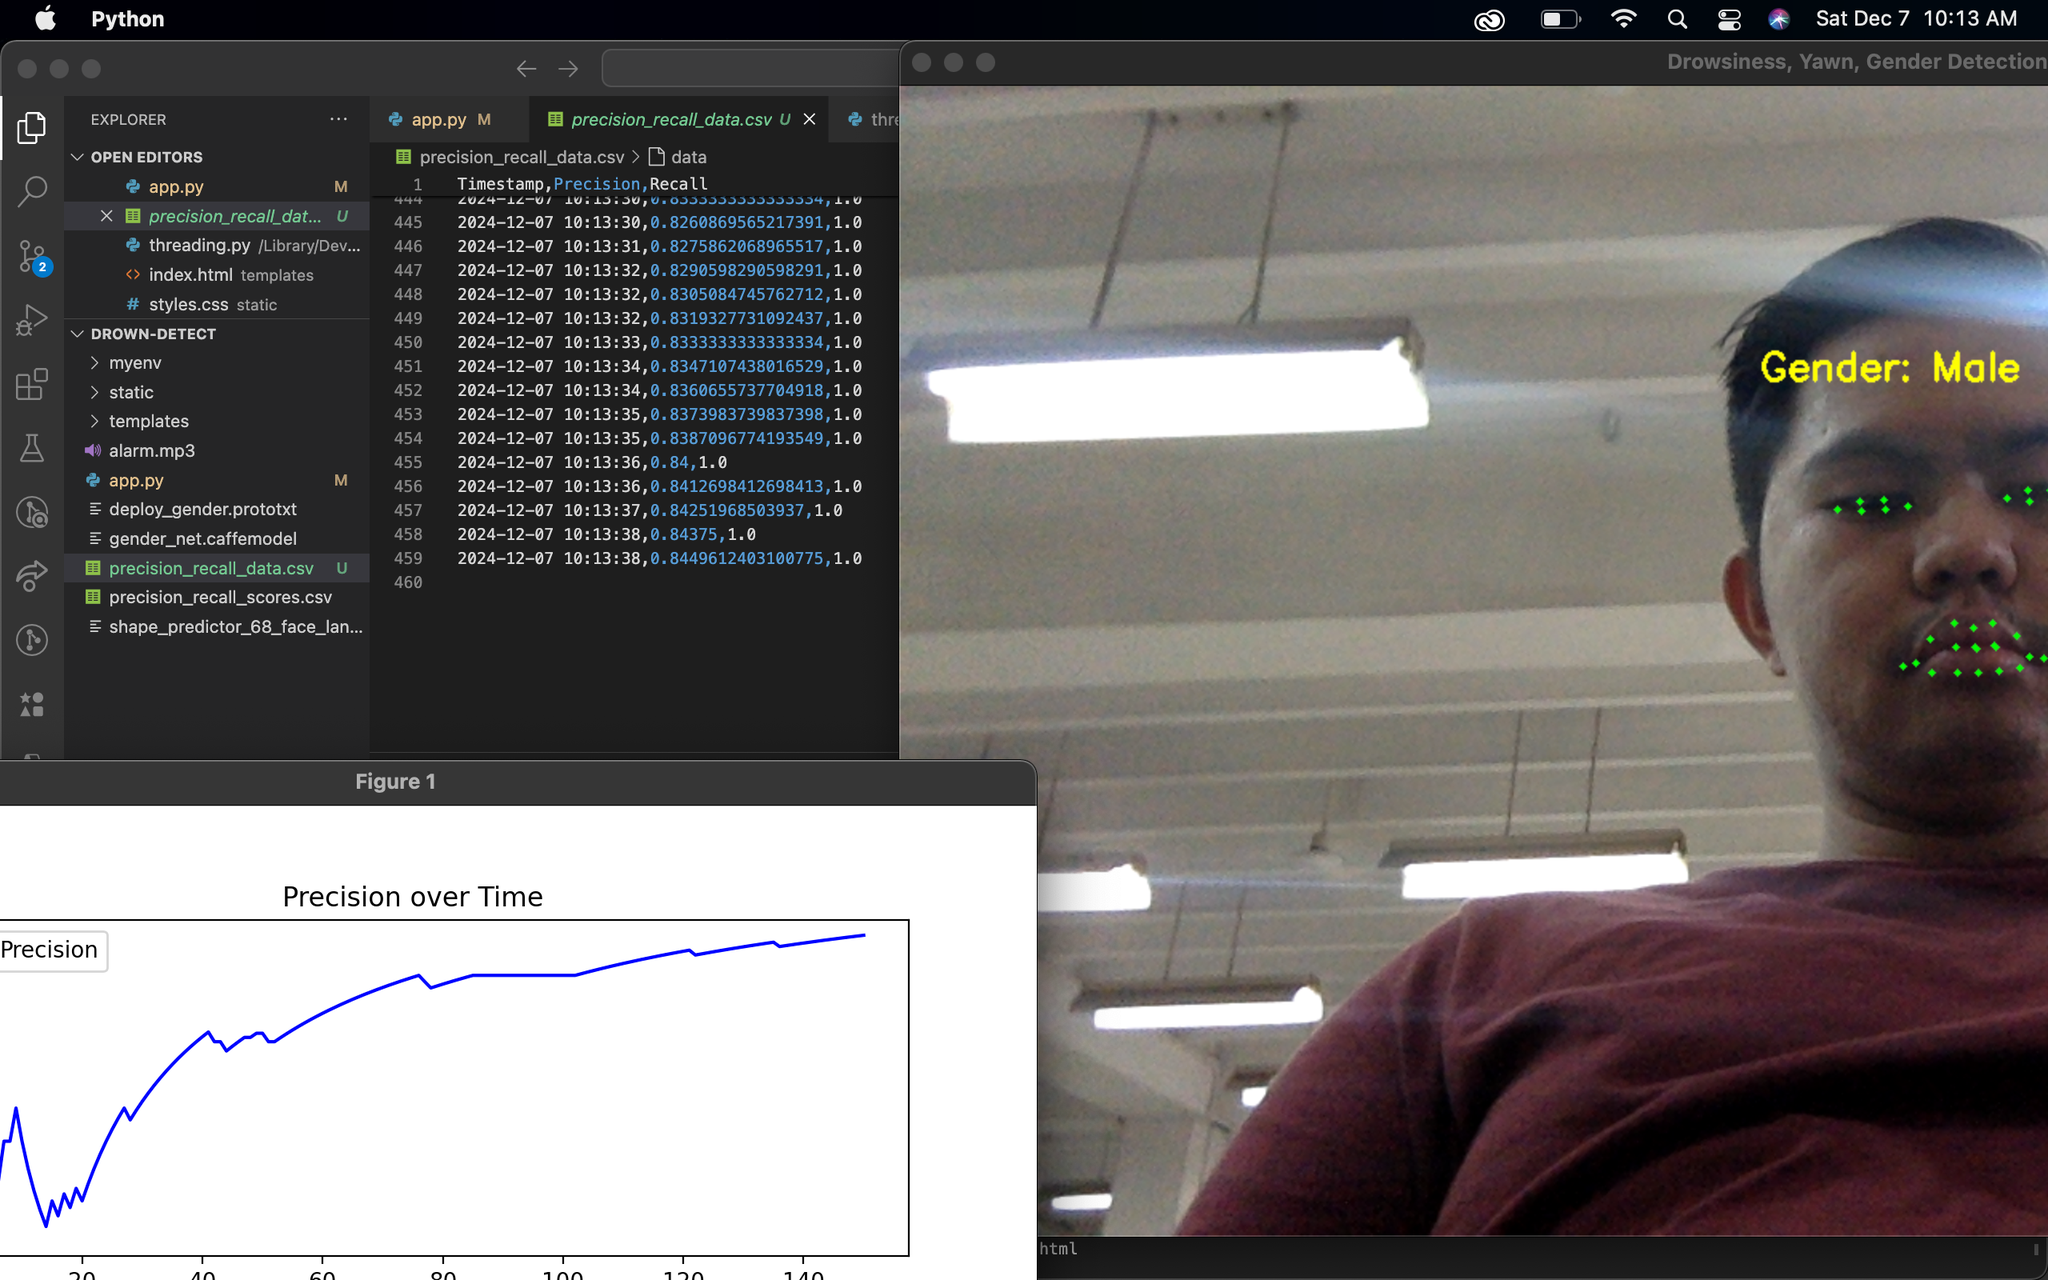 Python
Sat Dec 7 10:13 AM
Drowsiness, Yawn, Gender Detection
EXPLORER
OPEN EDITORS
app.py M
precision_recall_dat... U
threading.py /Library/Dev...
index.html templates
styles.css static
2
DROWN-DETECT
myenv
static
templates
alarm.mp3
app.py M
deploy_gender.prototxt
gender_net.caffemodel
precision_recall_data.csv U
precision_recall_scores.csv
shape_predictor_68_face_lan...
app.py M
precision_recall_data.csv U
thre
precision_recall_data.csv > data
1 Timestamp,Precision,Recall
444 2024-12-07 10:13:30,0.8333333333333334,1.0
445 2024-12-07 10:13:30,0.8260869565217391,1.0
446 2024-12-07 10:13:31,0.8275862068965517,1.0
447 2024-12-07 10:13:32,0.8290598290598291,1.0
448 2024-12-07 10:13:32,0.8305084745762712,1.0
449 2024-12-07 10:13:32,0.8319327731092437,1.0
450 2024-12-07 10:13:33,0.8333333333333334,1.0
451 2024-12-07 10:13:34,0.8347107438016529,1.0
452 2024-12-07 10:13:34,0.8360655737704918,1.0
453 2024-12-07 10:13:35,0.8373983739837398,1.0
454 2024-12-07 10:13:35,0.8387096774193549,1.0
455 2024-12-07 10:13:36,0.84,1.0
456 2024-12-07 10:13:36,0.8412698412698413,1.0
457 2024-12-07 10:13:37,0.84251968503937,1.0
458 2024-12-07 10:13:38,0.84375,1.0
459 2024-12-07 10:13:38,0.8449612403100775,1.0
460
Gender: Male
Figure 1
Precision over Time
Precision
20 40 60 80 100 120 140
html